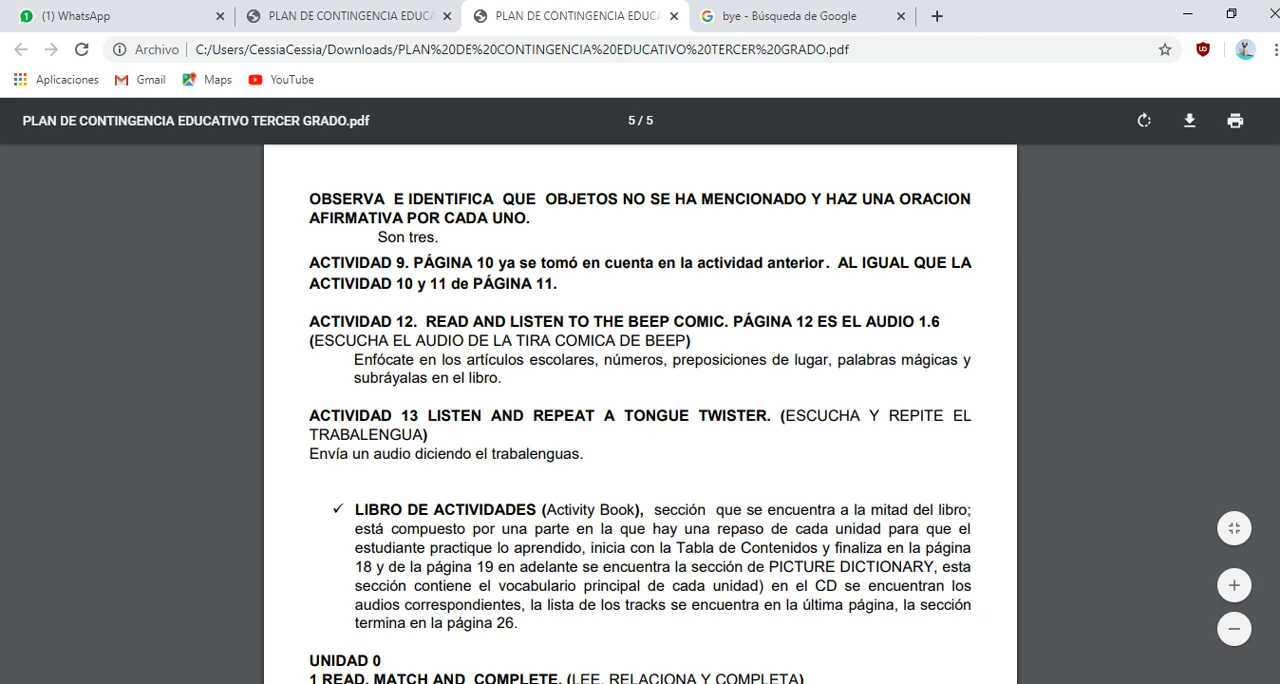 (1) WhatsApp
PLAN DE CONTINGENCIA EDUCA
PLAN DE CONTINGENCIA EDUCA
bye - Búsqueda de Google
Archivo
C:/Users/CessiaCessia/Downloads/PLAN%20DE%20CONTINGENCIA%20EDUCATIVO%20TERCER%20GRADO.pdf
Aplicaciones
Gmail
Maps
YouTube
PLAN DE CONTINGENCIA EDUCATIVO TERCER GRADO.pdf
5 / 5
OBSERVA E IDENTIFICA QUE OBJETOS NO SE HA MENCIONADO Y HAZ UNA ORACION
AFIRMATIVA POR CADA UNO.
Son tres.
ACTIVIDAD 9. PÁGINA 10 ya se tomó en cuenta en la actividad anterior. AL IGUAL QUE LA
ACTIVIDAD 10 y 11 de PÁGINA 11.
ACTIVIDAD 12. READ AND LISTEN TO THE BEEP COMIC. PÁGINA 12 ES EL AUDIO 1.6
(ESCUCHA EL AUDIO DE LA TIRA COMICA DE BEEP)
Enfócate en los artículos escolares, números, preposiciones de lugar, palabras mágicas y
subráyalas en el libro.
ACTIVIDAD 13 LISTEN AND REPEAT A TONGUE TWISTER. (ESCUCHA Y REPITE EL
TRABALENGUA)
Envía un audio diciendo el trabalenguas.
✓ LIBRO DE ACTIVIDADES (Activity Book), sección que se encuentra a la mitad del libro;
está compuesto por una parte en la que hay una repaso de cada unidad para que el
estudiante practique lo aprendido, inicia con la Tabla de Contenidos y finaliza en la página
18 y de la página 19 en adelante se encuentra la sección de PICTURE DICTIONARY, esta
sección contiene el vocabulario principal de cada unidad) en el CD se encuentran los
audios correspondientes, la lista de los tracks se encuentra en la última página, la sección
termina en la página 26.
UNIDAD 0
1 READ, MATCH AND COMPLETE. (LEE, RELACIONA Y COMPLETA)